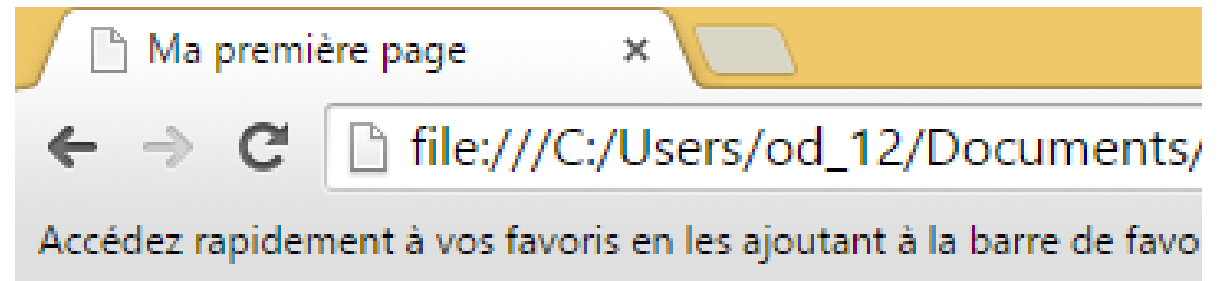 Ma première page
file:///C:/Users/od_12/Documents/
Accédez rapidement à vos favoris en les ajoutant à la barre de favo